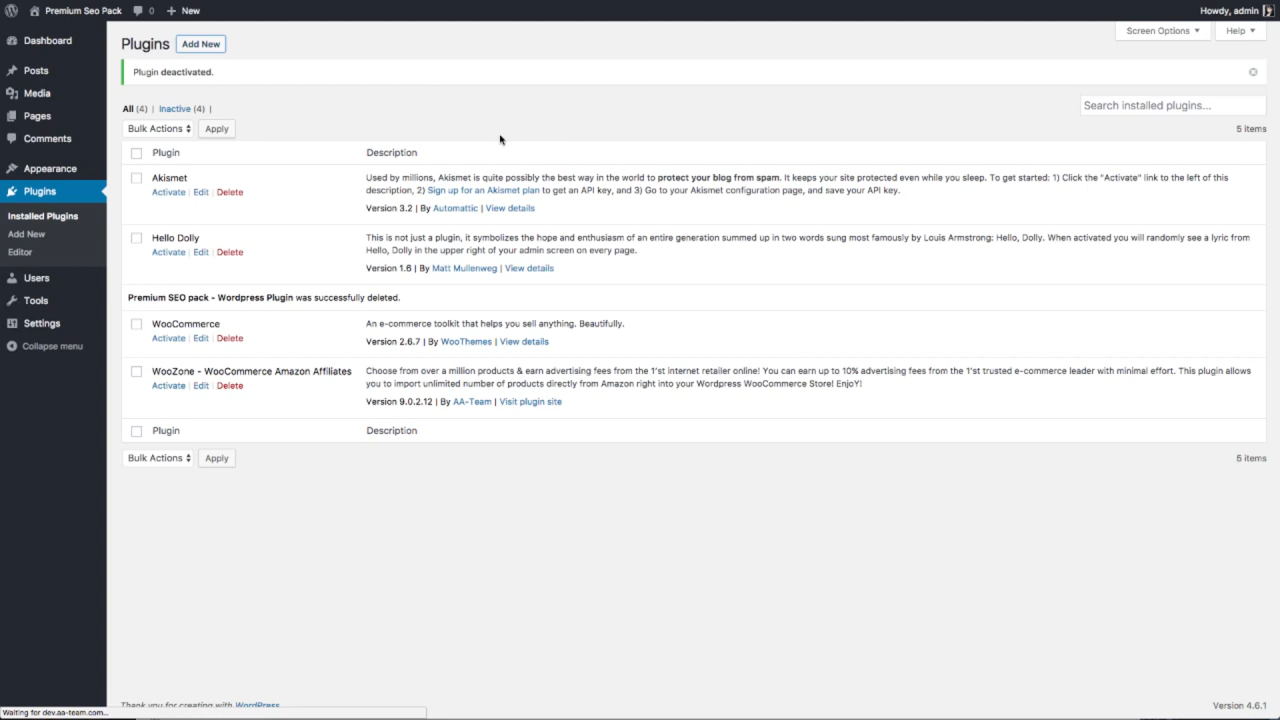 Premium Seo Pack 0 New Howdy, admin
Screen Options Help
Plugins Add New
Plugin deactivated.
All (4) | Inactive (4) |
Search installed plugins...
Bulk Actions Apply 5 items
Dashboard
Posts
Media
Pages
Comments
Appearance
Plugins
Installed Plugins
Add New
Editor
Users
Tools
Settings
Collapse menu
Plugin Description
Akismet
Activate | Edit | Delete
Used by millions, Akismet is quite possibly the best way in the world to protect your blog from spam. It keeps your site protected even while you sleep. To get started: 1) Click the "Activate" link to the left of this
description, 2) Sign up for an Akismet plan to get an API key, and 3) Go to your Akismet configuration page, and save your API key.
Version 3.2 | By Automattic | View details
Hello Dolly
Activate | Edit | Delete
This is not just a plugin, it symbolizes the hope and enthusiasm of an entire generation summed up in two words sung most famously by Louis Armstrong: Hello, Dolly. When activated you will randomly see a lyric from
Hello, Dolly in the upper right of your admin screen on every page.
Version 1.6 | By Matt Mullenweg | View details
Premium SEO pack - Wordpress Plugin was successfully deleted.
WooCommerce
Activate | Edit | Delete
An e-commerce toolkit that helps you sell anything. Beautifully.
Version 2.6.7 | By WooThemes | View details
WooZone - WooCommerce Amazon Affiliates
Activate | Edit | Delete
Choose from over a million products & earn advertising fees from the 1'st internet retailer online! You can earn up to 10% advertising fees from the 1'st trusted e-commerce leader with minimal effort. This plugin allows
you to import unlimited number of products directly from Amazon right into your Wordpress WooCommerce Store! EnjoY!
Version 9.0.2.12 | By AA-Team | Visit plugin site
Plugin Description
Bulk Actions Apply 5 items
Thank you for creating with WordPress. Version 4.6.1
Waiting for dev.aa-team.com...